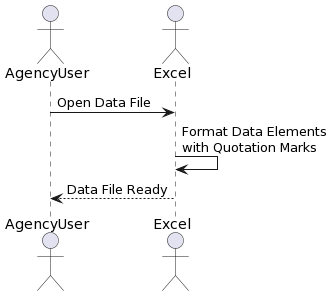 AgencyUser
Excel
Open Data File
Format Data Elements
with Quotation Marks
Data File Ready
AgencyUser
Excel